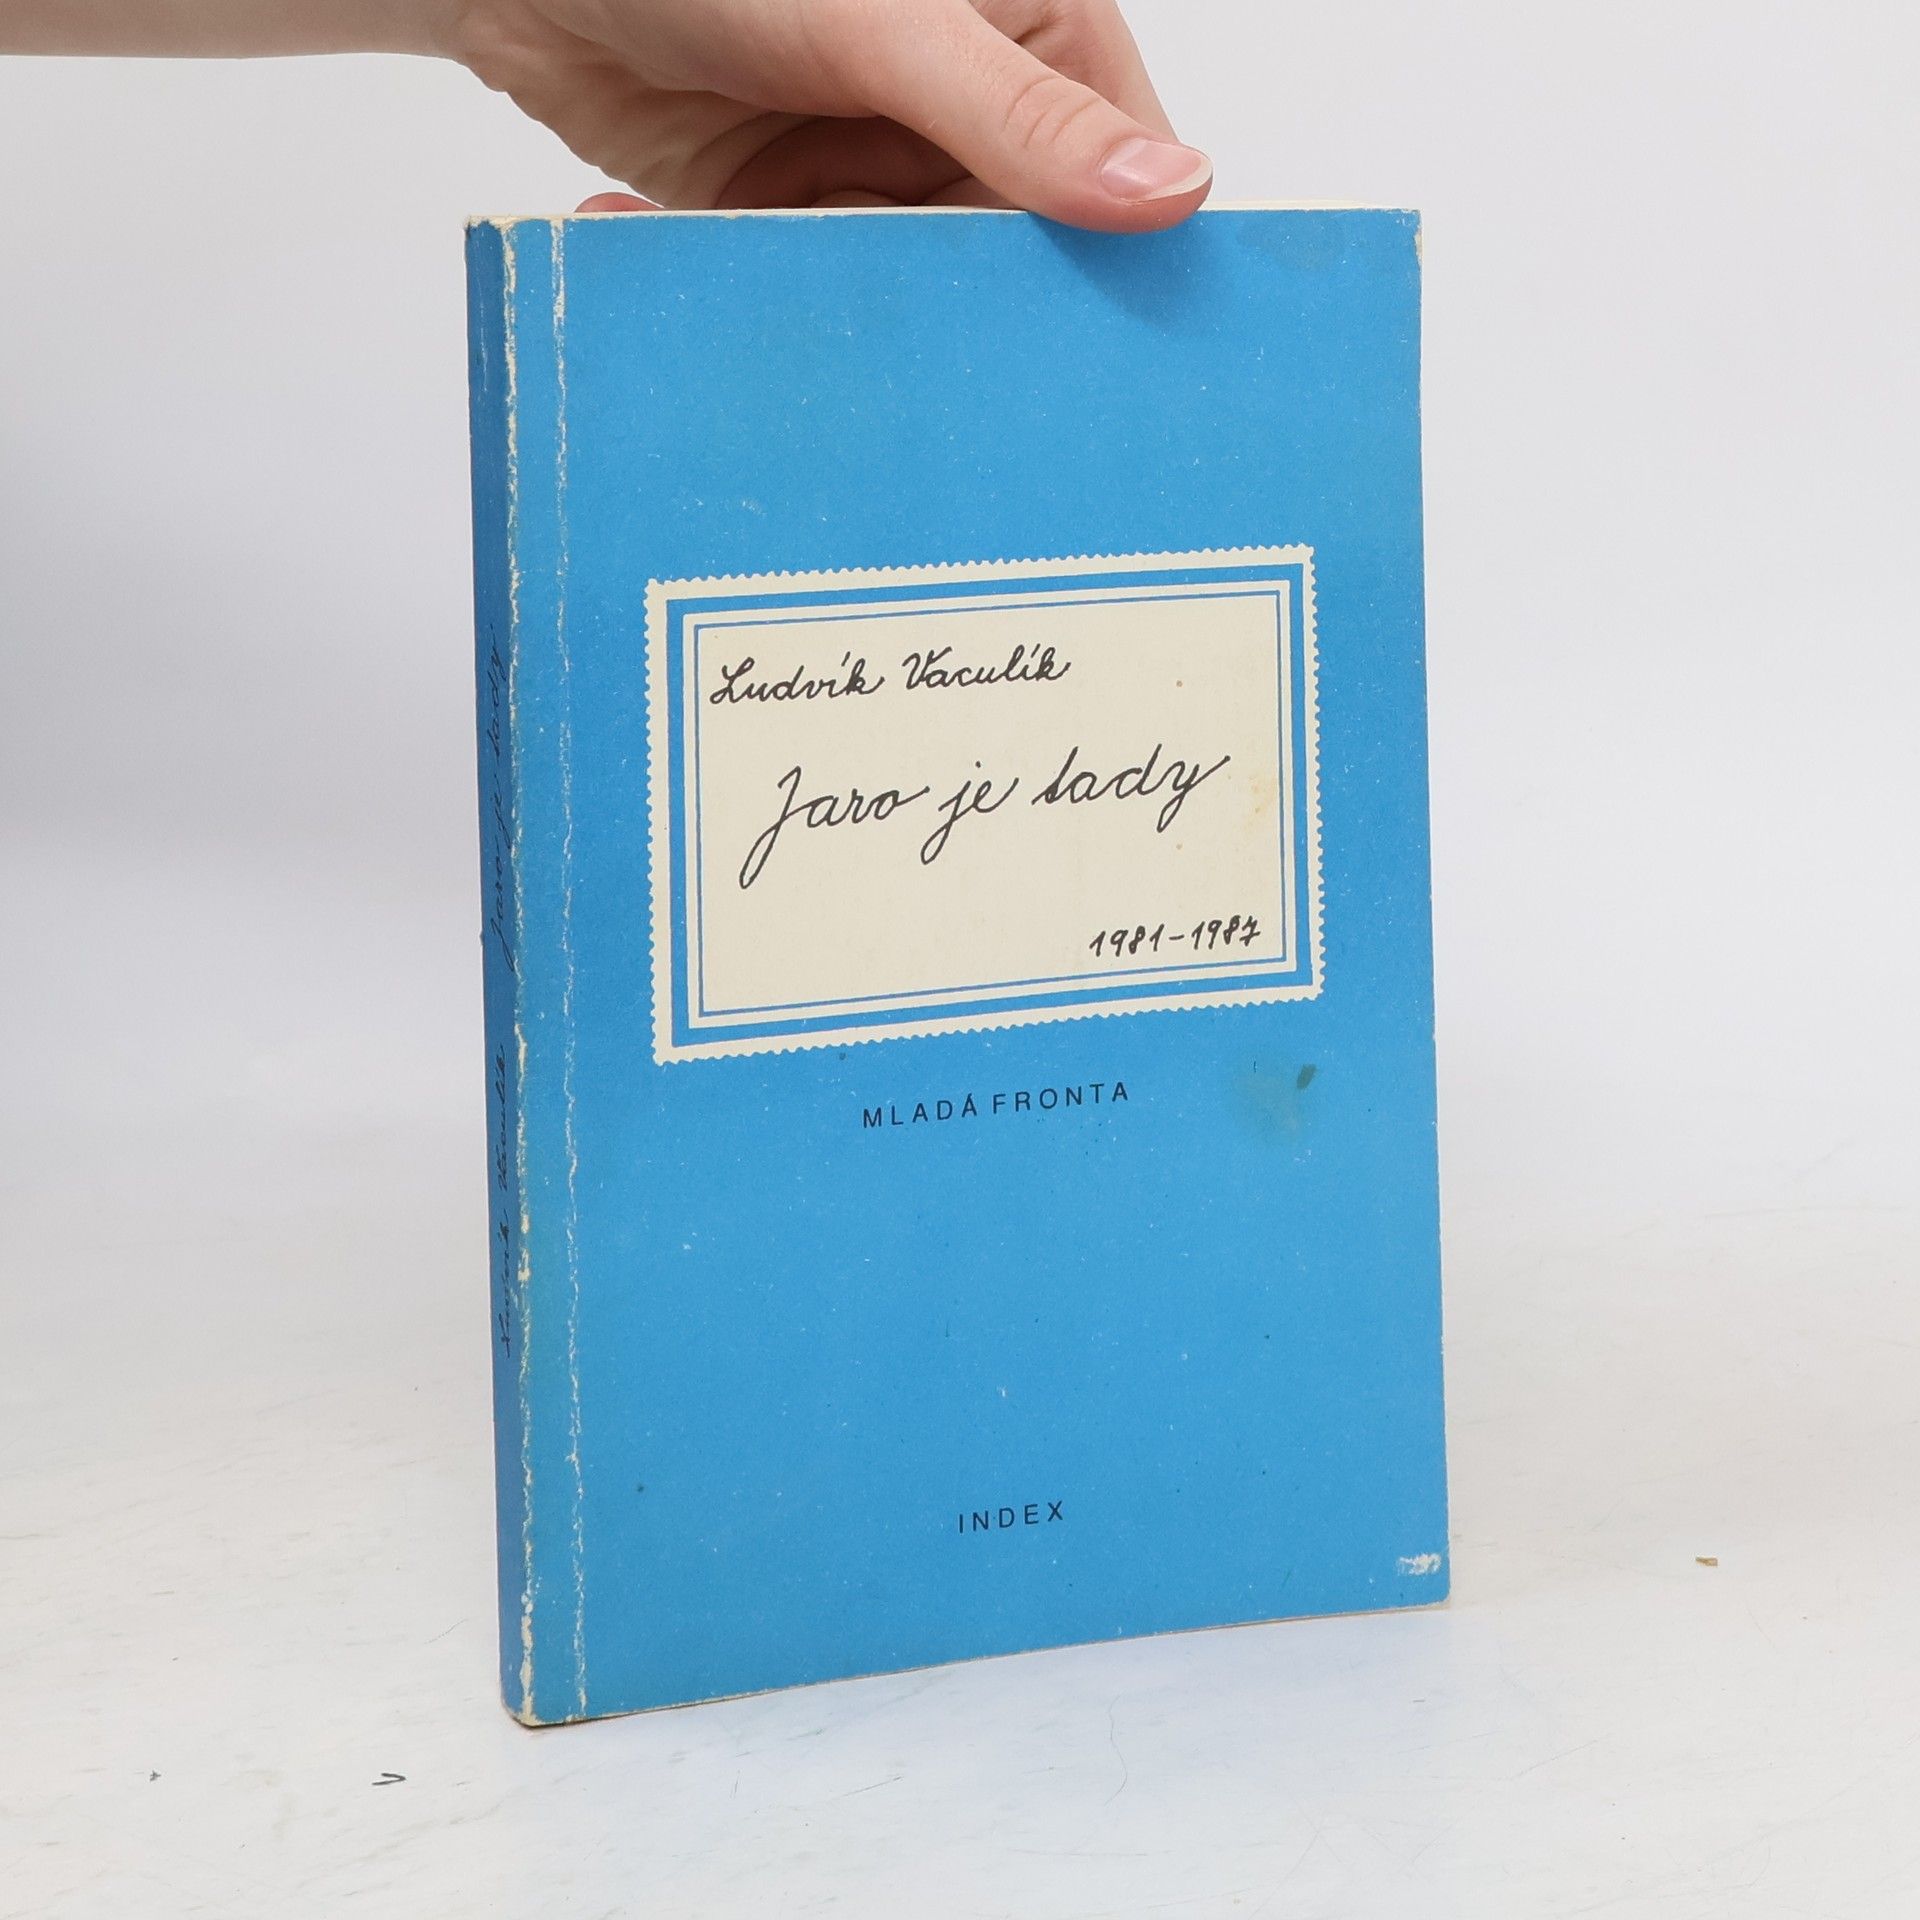 Ludvík Vaculík
Jaro je tady
1981-1987
MLADÁ FRONTA
INDEX
Ludvík Vaculík Jaro je tady